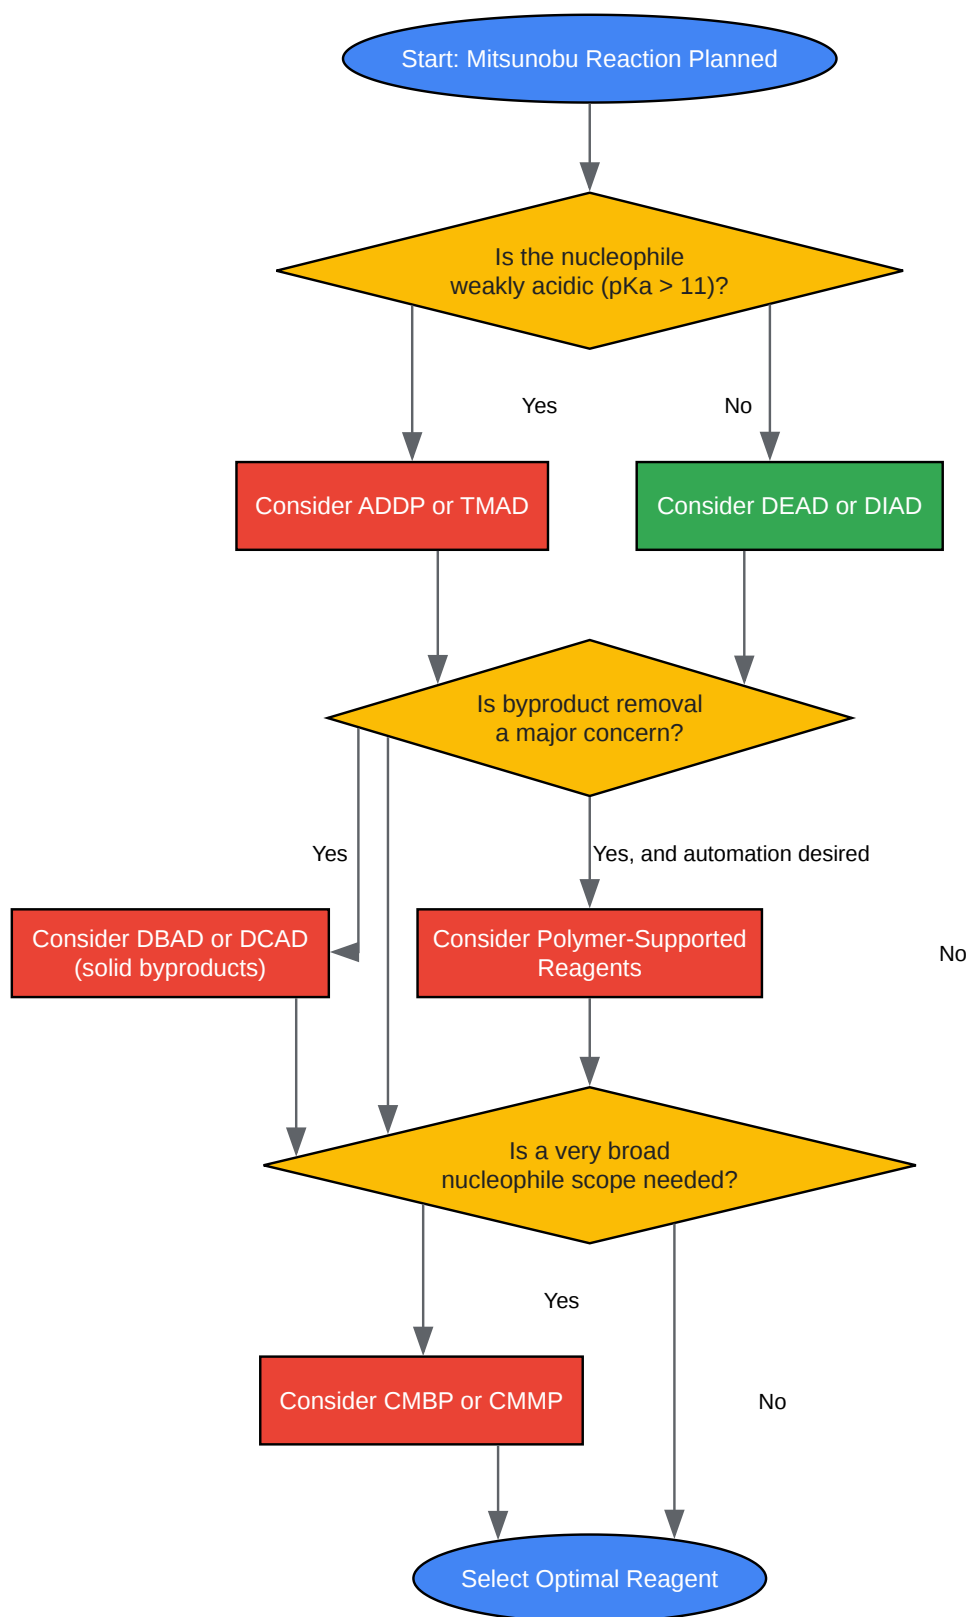 Start: Mitsunobu Reaction Planned
Is the nucleophile
weakly acidic (pKa > 11)?
Yes
No
Consider ADDP or TMAD
Consider DEAD or DIAD
Is byproduct removal
a major concern?
Yes
Yes, and automation desired
Consider DBAD or DCAD
(solid byproducts)
Consider Polymer-Supported
Reagents
No
Is a very broad
nucleophile scope needed?
Yes
Consider CMBP or CMMP
No
Select Optimal Reagent